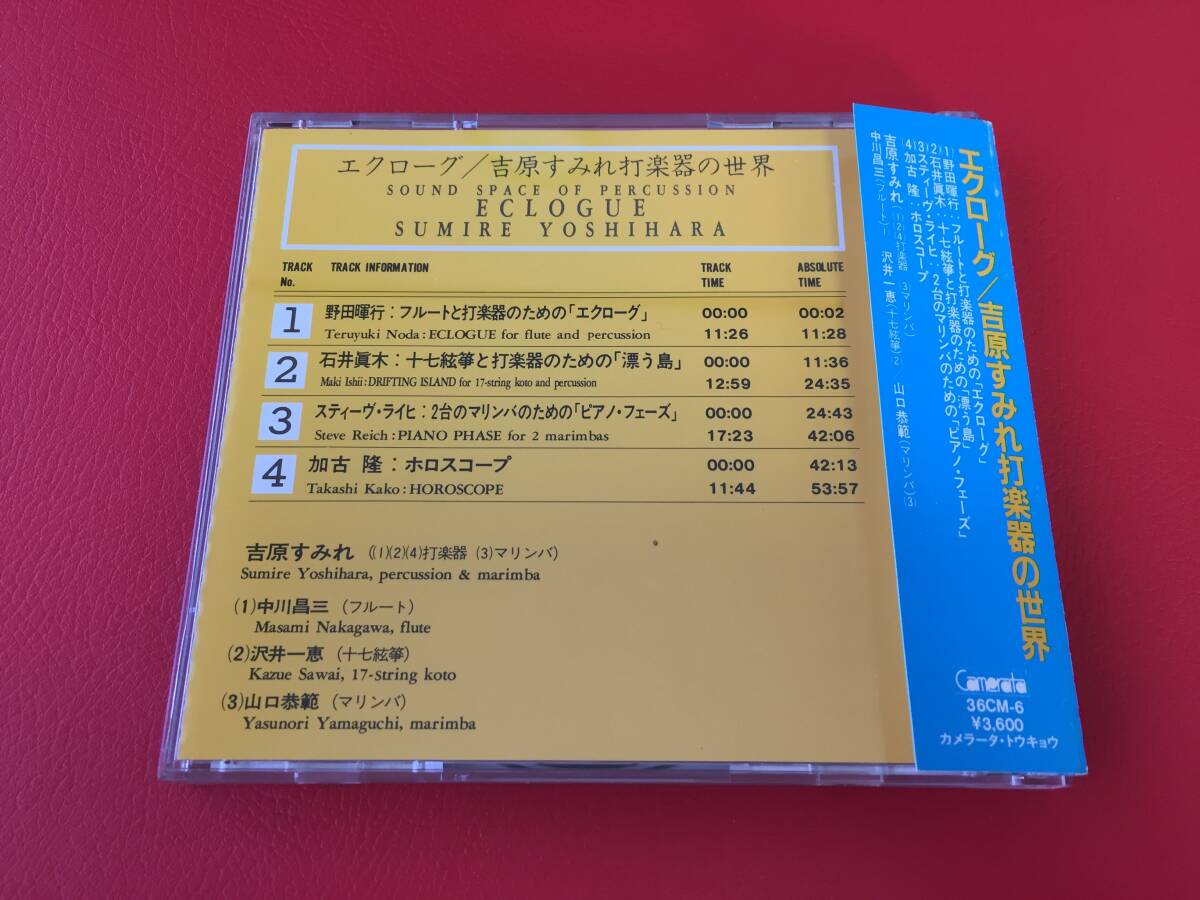 エクローグ/吉原すみれ打楽器の世界
SOUND SPACE OF PERCUSSION
ECLOGUE
SUMIRE YOSHIHARA
TRACK No. TRACK INFORMATION TRACK TIME ABSOLUTE TIME
1 野田暉行：フルートと打楽器のための「エクローグ」 00:00 00:02
Teruyuki Noda : ECLOGUE for flute and percussion 11:26 11:28
2 石井眞木：十七絃箏と打楽器のための「漂う島」 00:00 11:36
Maki Ishii : DRIFTING ISLAND for 17-string koto and percussion 12:59 24:35
3 スティーヴ・ライヒ：2台のマリンバのための「ピアノ・フェーズ」 00:00 24:43
Steve Reich : PIANO PHASE for 2 marimbas 17:23 42:06
4 加古 隆：ホロスコープ 00:00 42:13
Takashi Kako : HOROSCOPE 11:44 53:57
吉原すみれ ((1)(2)(4)打楽器 (3)マリンバ)
Sumire Yoshihara, percussion & marimba
(1)中川昌三 (フルート)
Masami Nakagawa, flute
(2)沢井一恵 (十七絃箏)
Kazue Sawai, 17-string koto
(3)山口恭範 (マリンバ)
Yasunori Yamaguchi, marimba
エクローグ/吉原すみれ打楽器の世界
(1)野田暉行：フルートと打楽器のための「エクローグ」
(2)石井眞木：十七絃箏と打楽器のための「漂う島」
(3)スティーヴ・ライヒ：2台のマリンバのための「ピアノ・フェーズ」
(4)加古 隆：ホロスコープ
吉原すみれ((1)(2)(4)打楽器 (3)マリンバ)
中川昌三(フルート)(1) 沢井一恵(十七絃箏)(2) 山口恭範(マリンバ)(3)
Camerata
36CM-6
¥3,600
カメラータ・トウキョウ